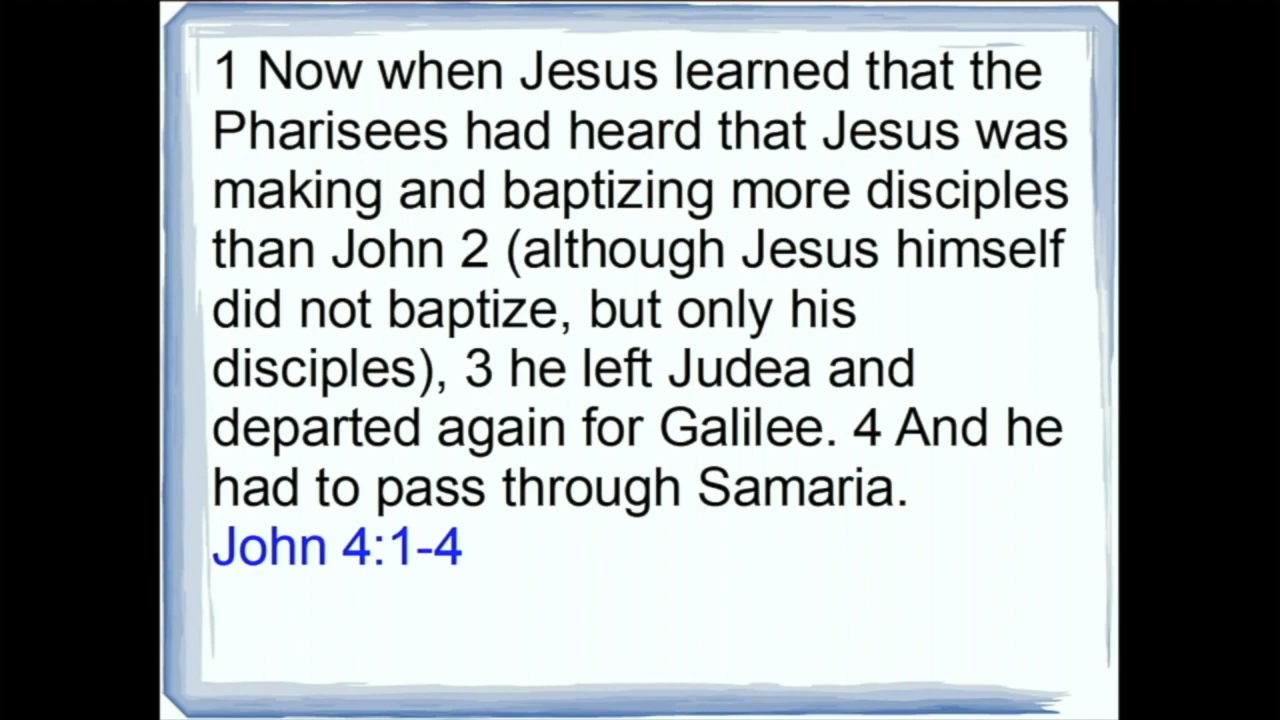 1 Now when Jesus learned that the
Pharisees had heard that Jesus was
making and baptizing more disciples
than John 2 (although Jesus himself
did not baptize, but only his
disciples), 3 he left Judea and
departed again for Galilee. 4 And he
had to pass through Samaria.
John 4:1-4